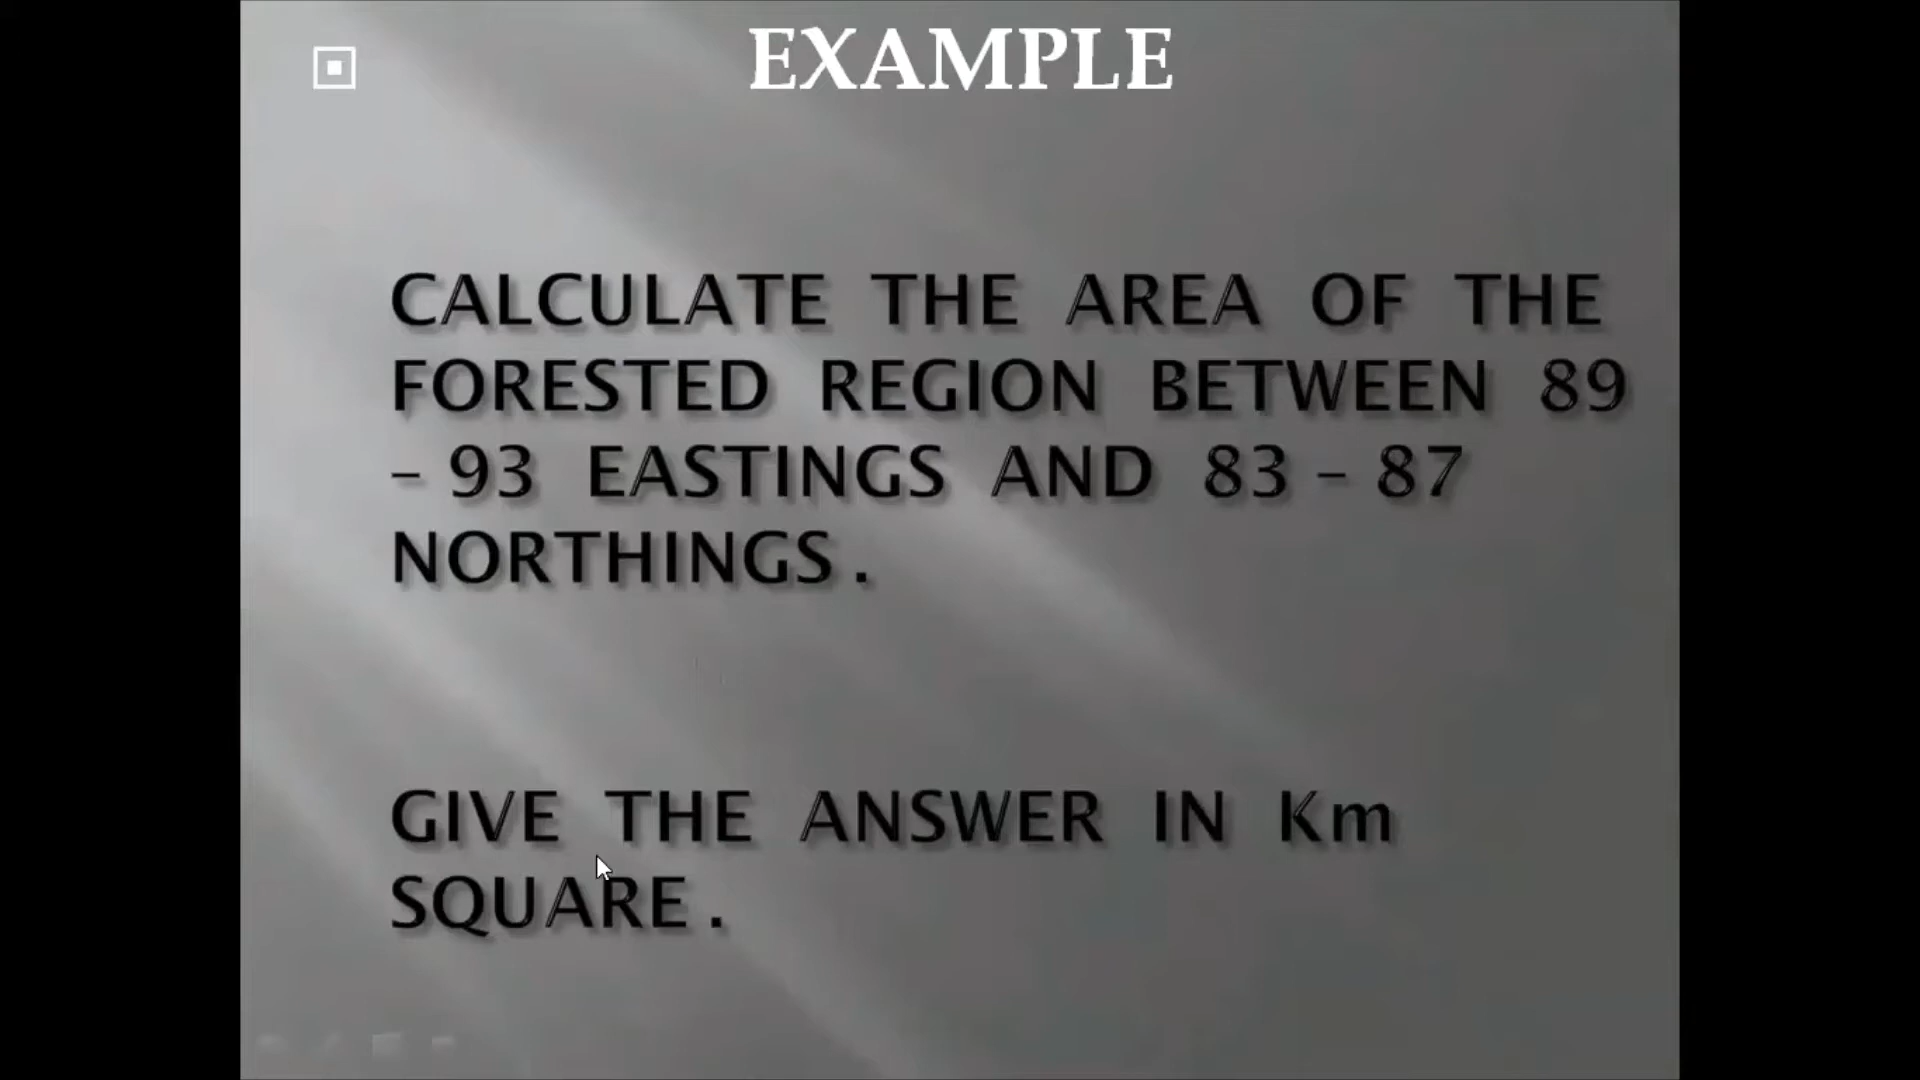 EXAMPLE
CALCULATE THE AREA OF THE
FORESTED REGION BETWEEN 89
– 93 EASTINGS AND 83 – 87
NORTHINGS .
GIVE THE ANSWER IN Km
SQUARE .